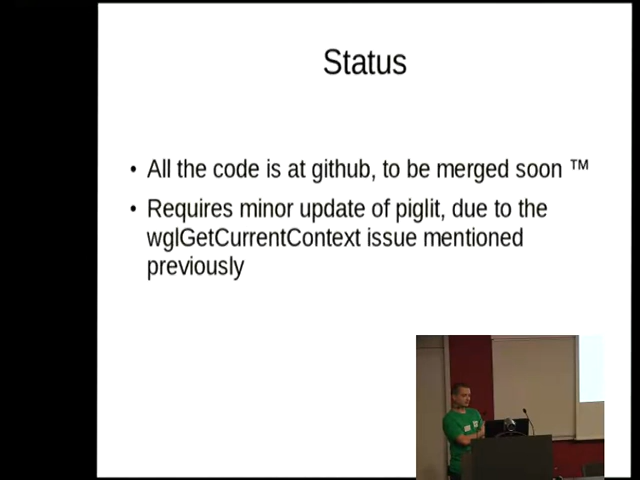 Status
• All the code is at github, to be merged soon ™
• Requires minor update of piglit, due to the
wglGetCurrentContext issue mentioned
previously